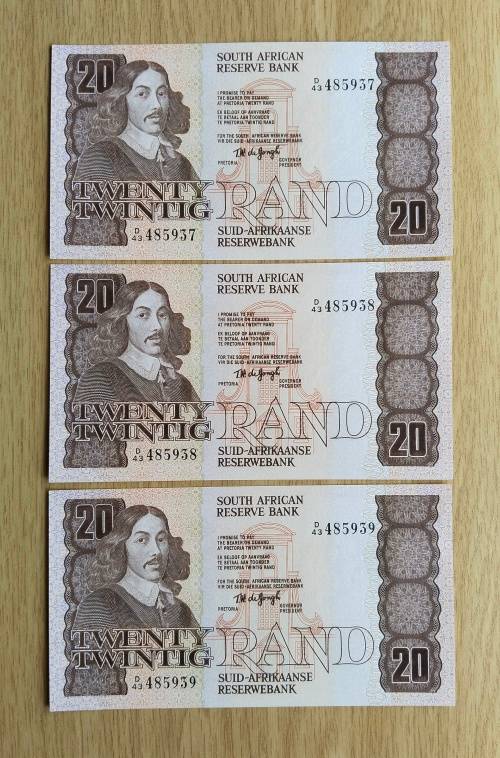 20
SOUTH AFRICAN
RESERVE BANK
D/43 485937
I PROMISE TO PAY
THE BEARER ON DEMAND
AT PRETORIA TWENTY RAND
EK BELOOF OP AANVRAAG
TE BETAAL AAN TOONDER
TE PRETORIA TWINTIG RAND
FOR THE SOUTH AFRICAN RESERVE BANK
VIR DIE SUID-AFRIKAANSE RESERWEBANK
PRETORIA
GOVERNOR
PRESIDENT
TWENTY
TWINTIG
RAND
20
D/43 485937
SUID-AFRIKAANSE
RESERWEBANK
20
SOUTH AFRICAN
RESERVE BANK
D/43 485938
I PROMISE TO PAY
THE BEARER ON DEMAND
AT PRETORIA TWENTY RAND
EK BELOOF OP AANVRAAG
TE BETAAL AAN TOONDER
TE PRETORIA TWINTIG RAND
FOR THE SOUTH AFRICAN RESERVE BANK
VIR DIE SUID-AFRIKAANSE RESERWEBANK
PRETORIA
GOVERNOR
PRESIDENT
TWENTY
TWINTIG
RAND
20
D/43 485938
SUID-AFRIKAANSE
RESERWEBANK
20
SOUTH AFRICAN
RESERVE BANK
D/43 485939
I PROMISE TO PAY
THE BEARER ON DEMAND
AT PRETORIA TWENTY RAND
EK BELOOF OP AANVRAAG
TE BETAAL AAN TOONDER
TE PRETORIA TWINTIG RAND
FOR THE SOUTH AFRICAN RESERVE BANK
VIR DIE SUID-AFRIKAANSE RESERWEBANK
PRETORIA
GOVERNOR
PRESIDENT
TWENTY
TWINTIG
RAND
20
D/43 485939
SUID-AFRIKAANSE
RESERWEBANK